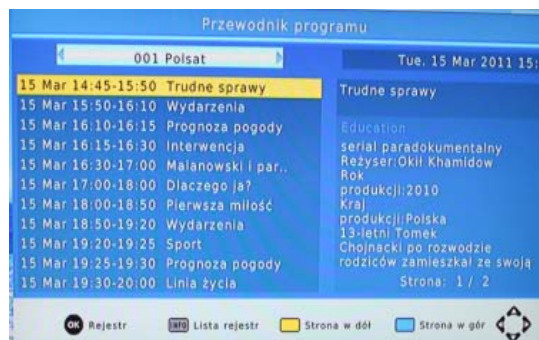 Przewodnik programu
001 Polsat
Tue. 15 Mar 2011 15:
15 Mar 14:45-15:50 Trudne sprawy
15 Mar 15:50-16:10 Wydarzenia
15 Mar 16:10-16:15 Prognoza pogody
15 Mar 16:15-16:30 Interwencja
15 Mar 16:30-17:00 Malanowski i par..
15 Mar 17:00-18:00 Dlaczego ja?
15 Mar 18:00-18:50 Pierwsza miłość
15 Mar 18:50-19:20 Wydarzenia
15 Mar 19:20-19:25 Sport
15 Mar 19:25-19:30 Prognoza pogody
15 Mar 19:30-20:00 Linia życia
Trudne sprawy
Education
serial paradokumentalny
Reżyser:Okił Khamidow
Rok
produkcji:2010
Kraj
produkcji:Polska
13-letni Tomek
Chojnacki po rozwodzie
rodziców zamieszkał ze swoją
Strona: 1 / 2
OK Rejestr
info Lista rejestr
Strona w dół
Strona w gór